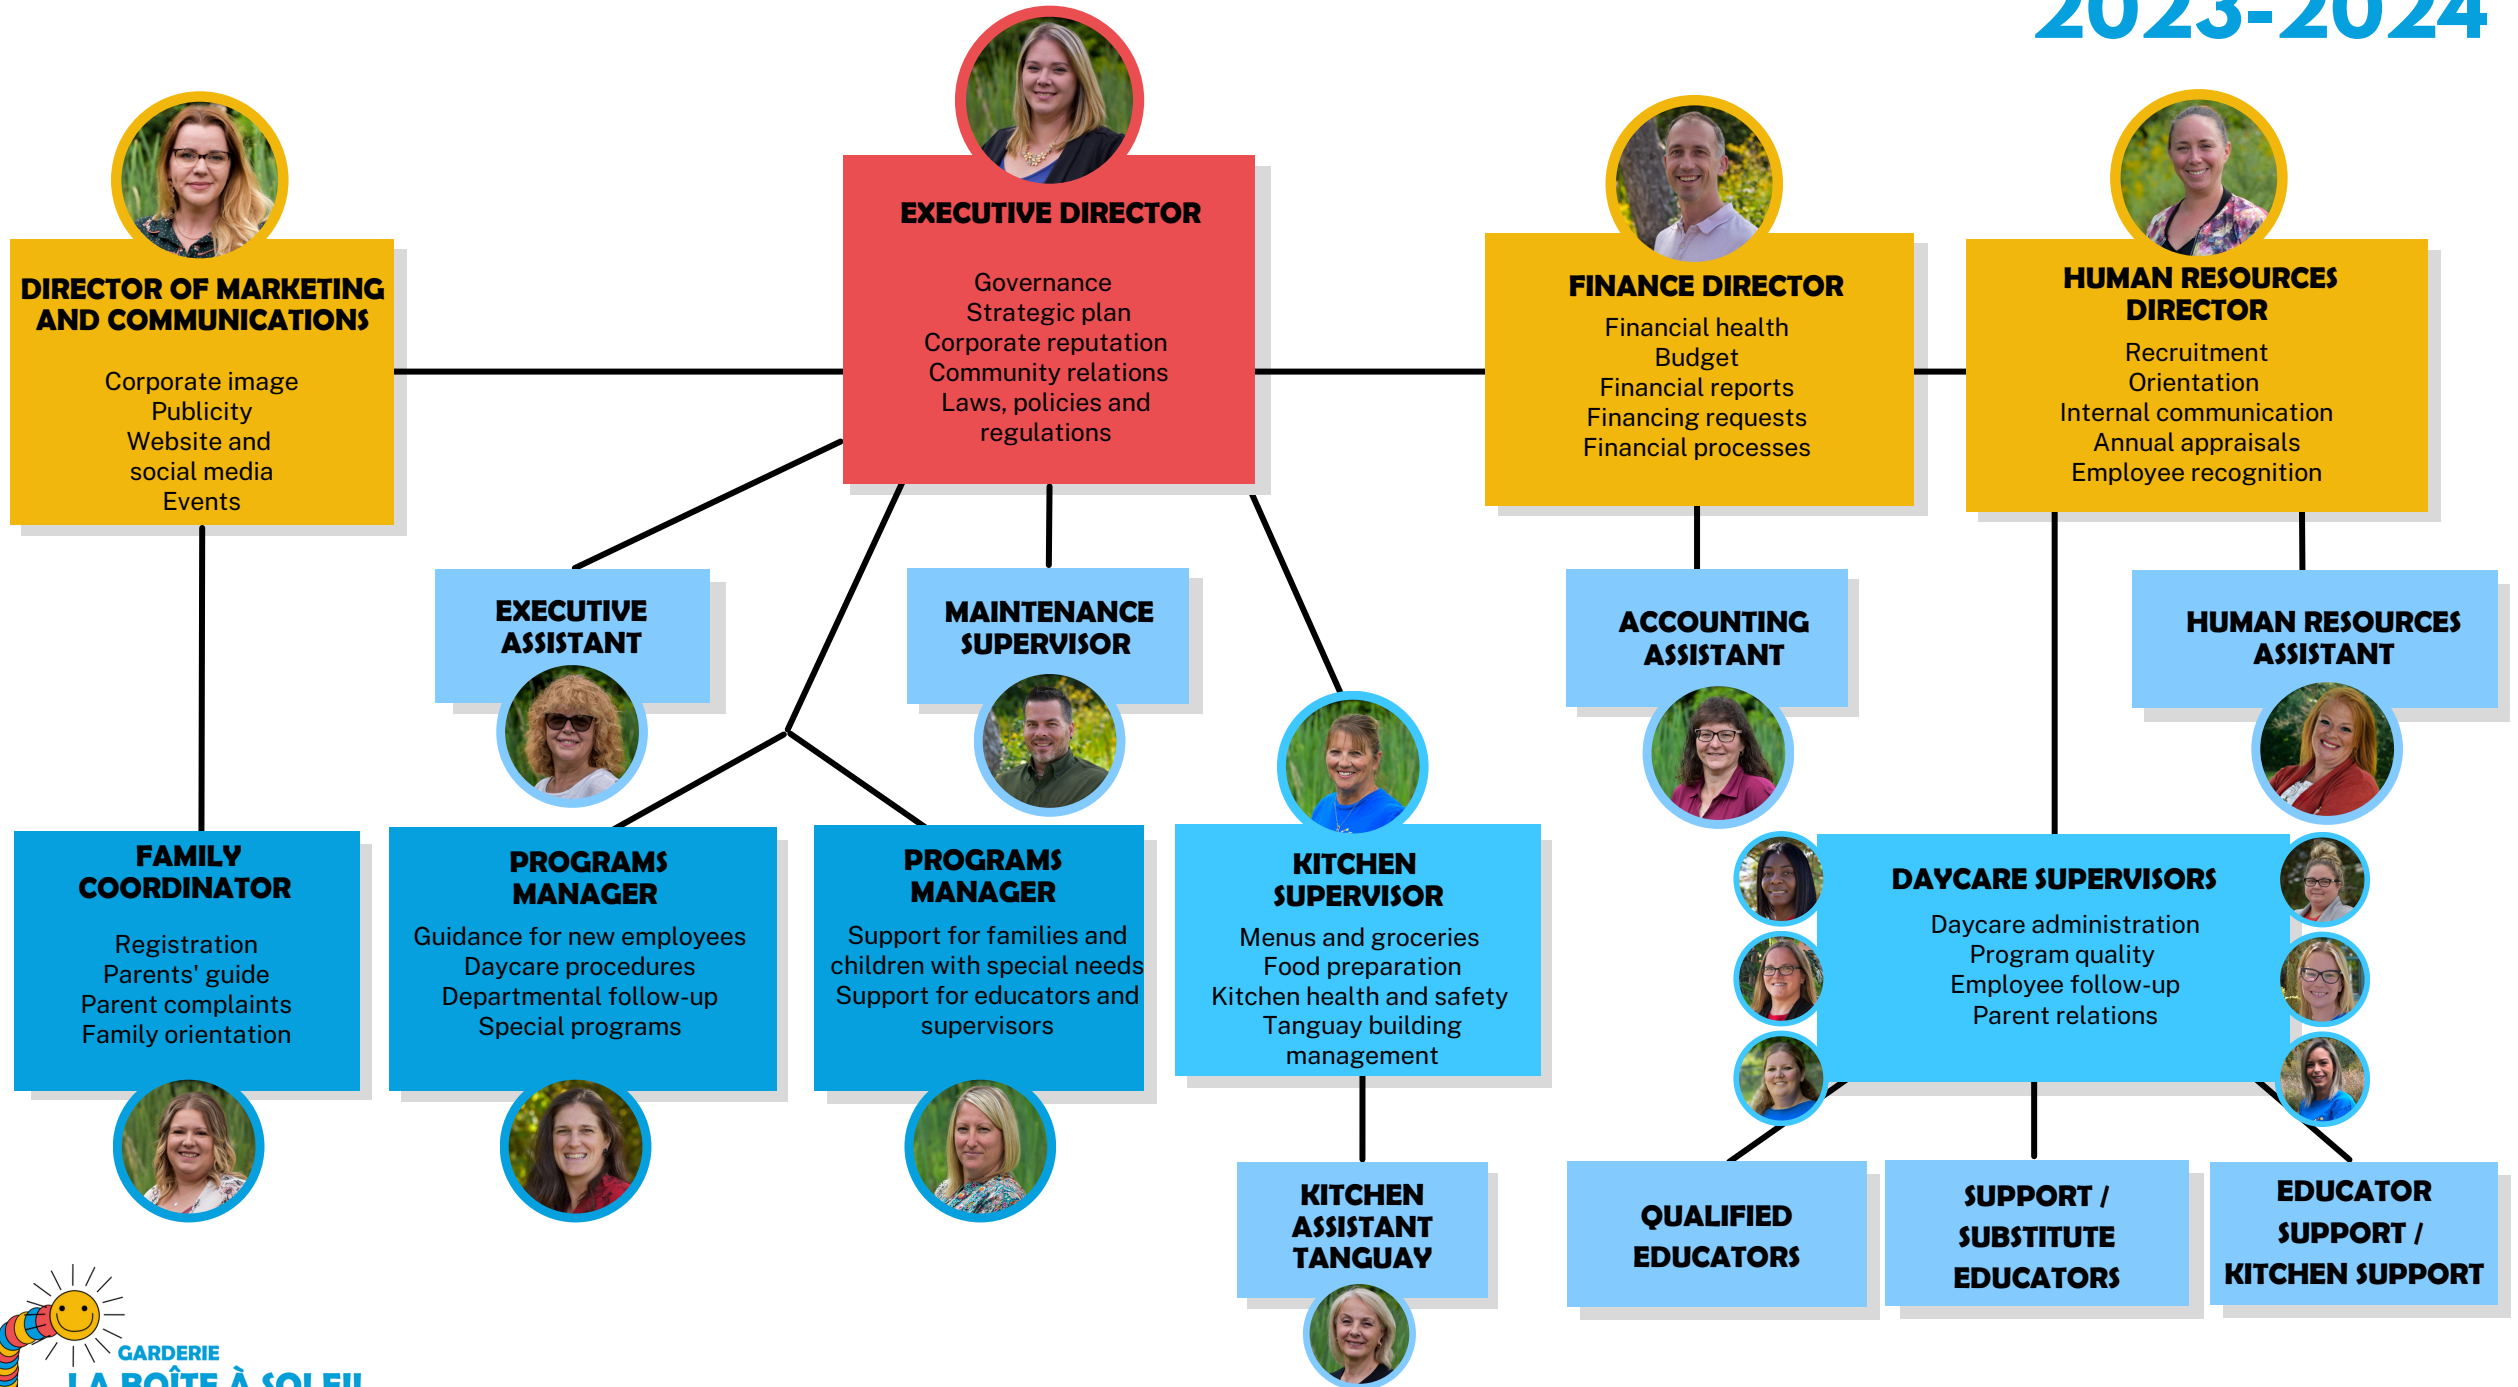 2023-2024
EXECUTIVE DIRECTOR
Governance
Strategic plan
Corporate reputation
Community relations
Laws, policies and
regulations
DIRECTOR OF MARKETING
AND COMMUNICATIONS
Corporate image
Publicity
Website and
social media
Events
FINANCE DIRECTOR
Financial health
Budget
Financial reports
Financing requests
Financial processes
HUMAN RESOURCES
DIRECTOR
Recruitment
Orientation
Internal communication
Annual appraisals
Employee recognition
EXECUTIVE
ASSISTANT
MAINTENANCE
SUPERVISOR
ACCOUNTING
ASSISTANT
HUMAN RESOURCES
ASSISTANT
FAMILY
COORDINATOR
Registration
Parents' guide
Parent complaints
Family orientation
PROGRAMS
MANAGER
Guidance for new employees
Daycare procedures
Departmental follow-up
Special programs
PROGRAMS
MANAGER
Support for families and
children with special needs
Support for educators and
supervisors
KITCHEN
SUPERVISOR
Menus and groceries
Food preparation
Kitchen health and safety
Tanguay building
management
DAYCARE SUPERVISORS
Daycare administration
Program quality
Employee follow-up
Parent relations
KITCHEN
ASSISTANT
TANGUAY
QUALIFIED
EDUCATORS
SUPPORT /
SUBSTITUTE
EDUCATORS
EDUCATOR
SUPPORT /
KITCHEN SUPPORT
GARDERIE
LA BOÎTE À SOLEIL